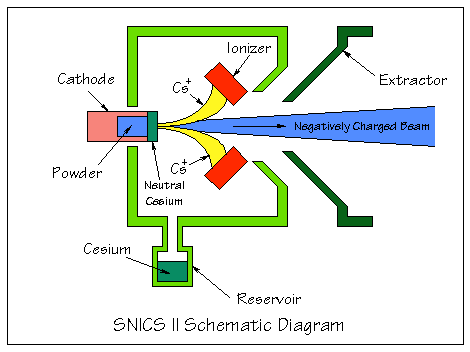 Ionizer
Cathode
Cs+
Extractor
Negatively Charged Beam
Powder
Cs+
Neutral
Cesium
Cesium
Reservoir
SNICS II Schematic Diagram